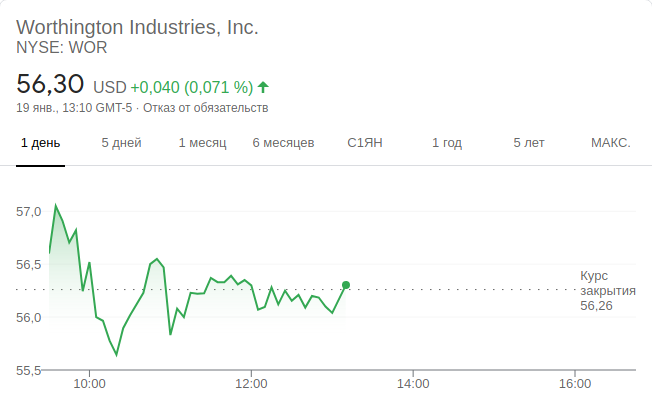 Worthington Industries, Inc.
NYSE: WOR
56,30 USD +0,040 (0,071 %)
19 янв., 13:10 GMT-5 · Отказ от обязательств
1 день 5 дней 1 месяц 6 месяцев С1ЯН 1 год 5 лет МАКС.
57,0
56,5
Курс
закрытия
56,26
56,0
55,5
10:00 12:00 14:00 16:00